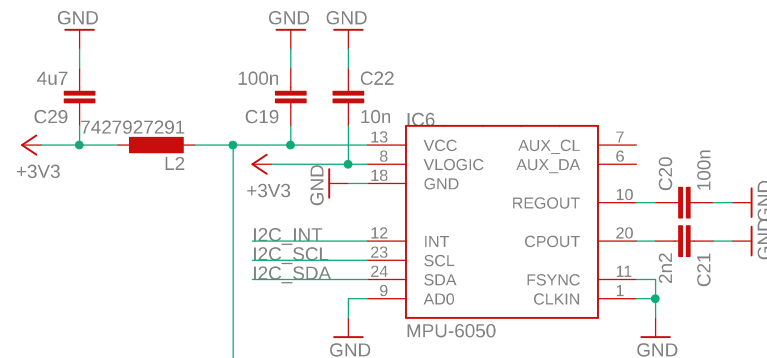 GND GND GND
4u7 100n C22
C29 C19 10n
7427927291 IC6
L2
+3V3
+3V3
GND
13 VCC AUX_CL 7
8 VLOGIC AUX_DA 6
18 GND
REGOUT 10
C20 100n GND
I2C_INT 12 INT CPOUT 20
2n2 C21 GND
I2C_SCL 23 SCL
I2C_SDA 24 SDA FSYNC 11
9 AD0 CLKIN 1
MPU-6050
GND GND